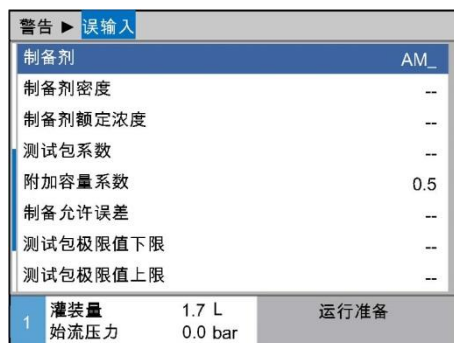 警告 ► 误输入
制备剂 AM_
制备剂密度 --
制备剂额定浓度 --
测试包系数 --
附加容量系数 0.5
制备允许误差 --
测试包极限值下限 --
测试包极限值上限 --
1 灌装量 1.7 L 运行准备
始流压力 0.0 bar